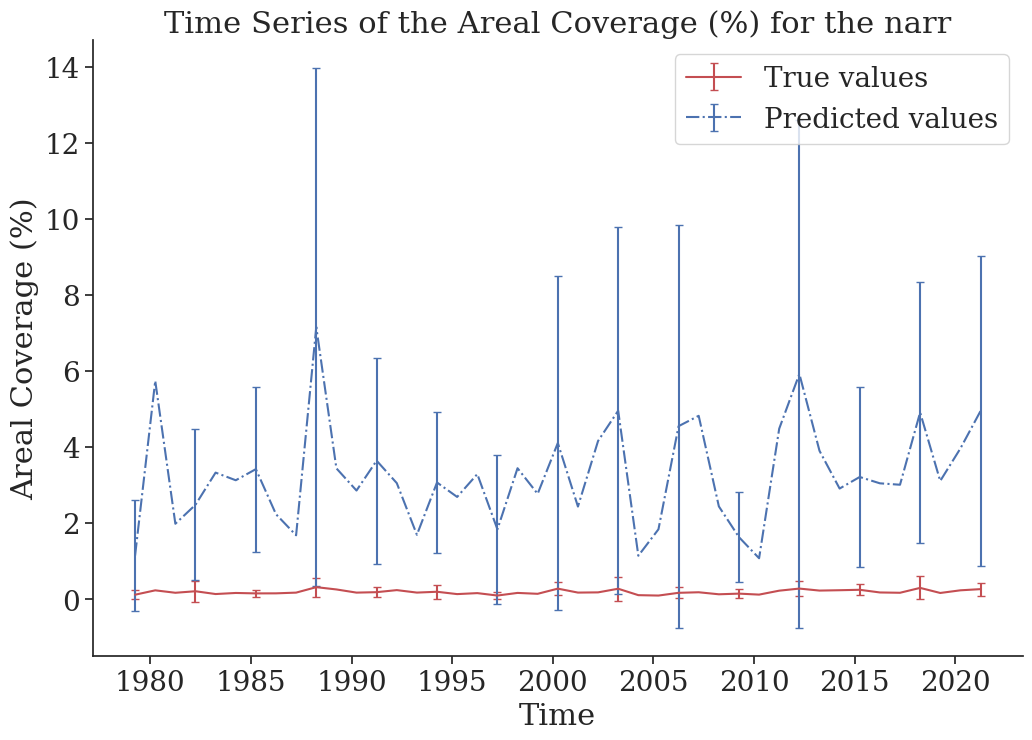 Time Series of the Areal Coverage (%) for the narr
True values
Predicted values
Areal Coverage (%)
14
12
10
8
6
4
2
0
1980 1985 1990 1995 2000 2005 2010 2015 2020
Time